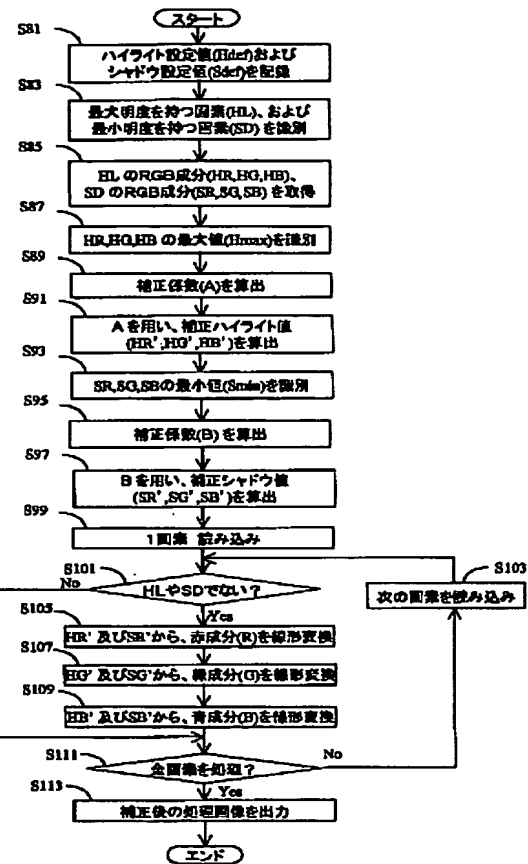 スタート
S81
ハイライト設定値(Hdef)および
シャドウ設定値(Sdef)を記録
S83
最大明度を持つ画素(HL)、および
最小明度を持つ画素(SD)を識別
S85
HLのRGB成分(HR,HG,HB)、
SDのRGB成分(SR,SG,SB)を取得
S87
HR,HG,HBの最大値(Hmax)を識別
S89
補正係数(A)を算出
S91
Aを用い、補正ハイライト値
(HR',HG',HB')を算出
S93
SR,SG,SBの最小値(Smin)を識別
S95
補正係数(B)を算出
S97
Bを用い、補正シャドウ値
(SR',SG',SB')を算出
S99
1画素 読み込み
S101
No
HLやSDでない?
S103
次の画素を読み込み
Yes
S105
HR'及びSR'から、赤成分(R)を線形変換
S107
HG'及びSG'から、緑成分(G)を線形変換
S109
HB'及びSB'から、青成分(B)を線形変換
S111
全画素を処理?
No
Yes
S113
補正後の処理画像を出力
エンド